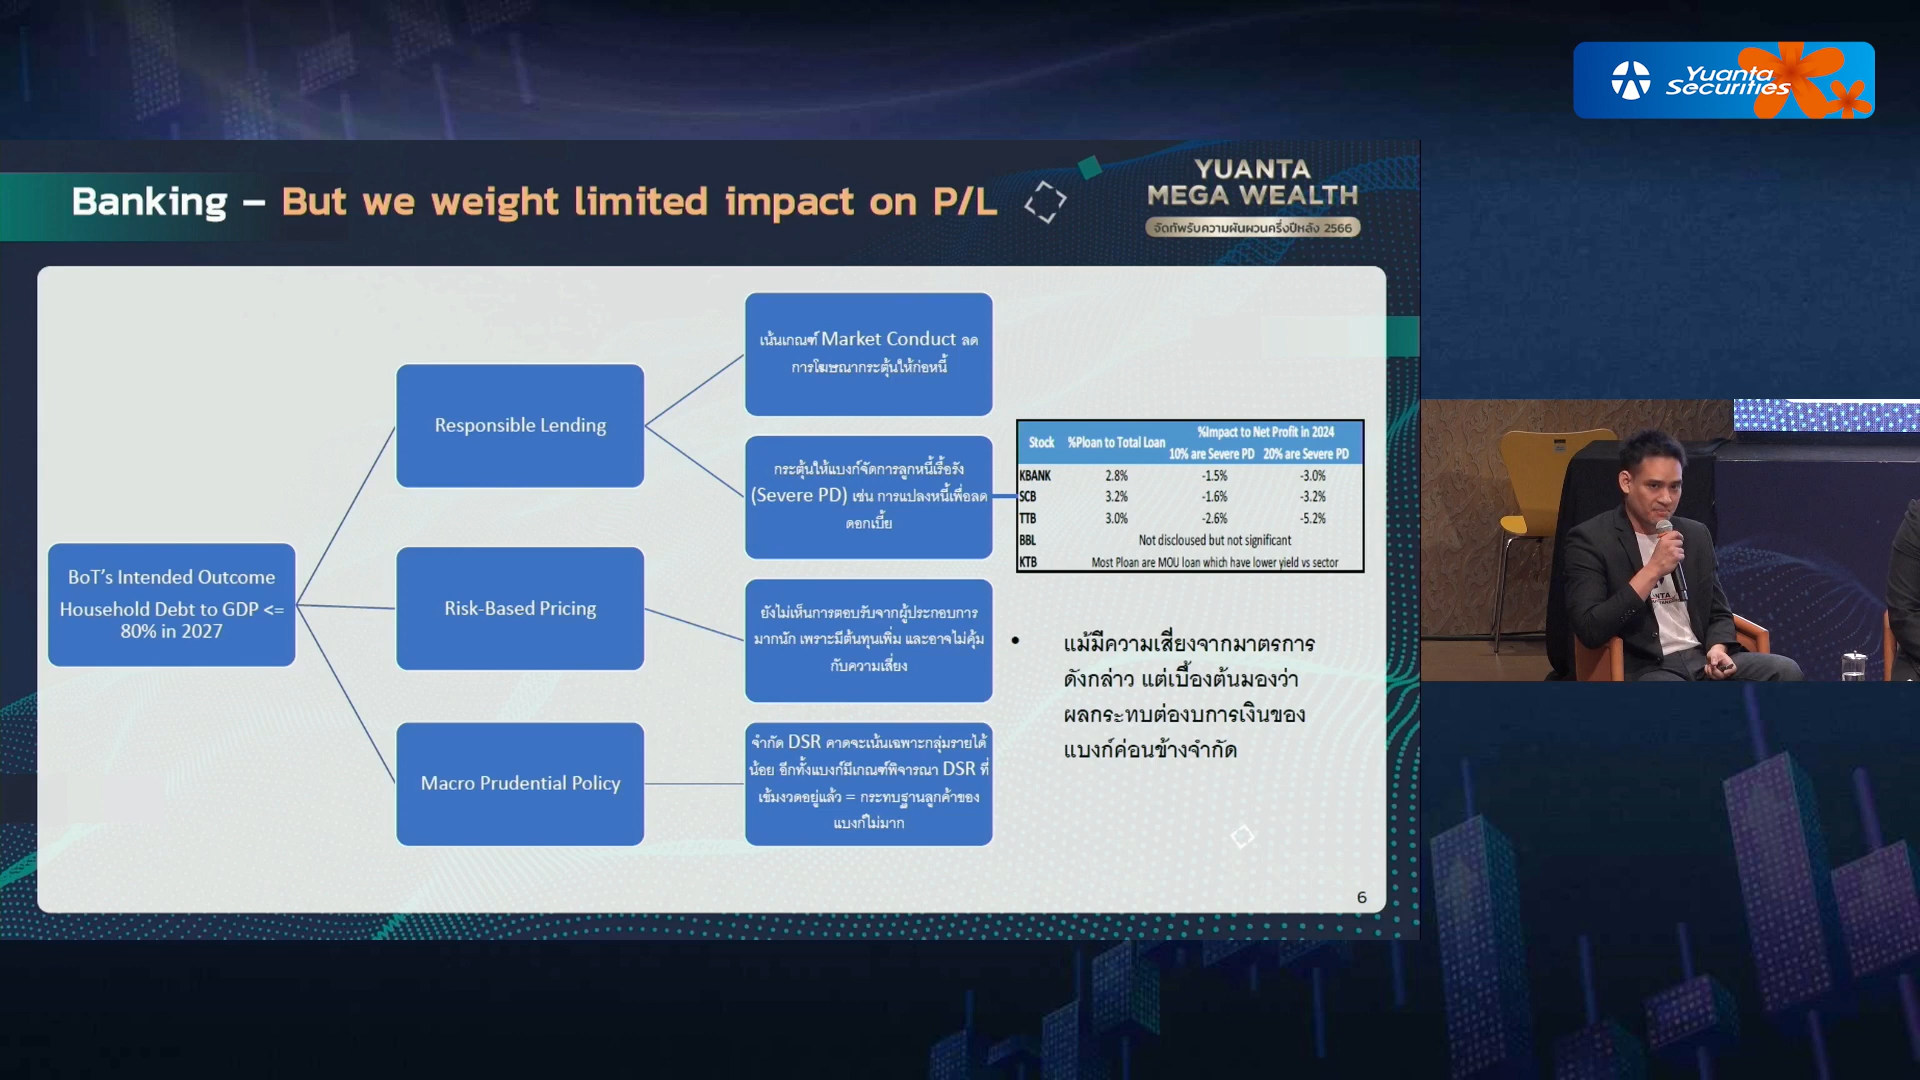 Yuanta
Securities
Banking – But we weight limited impact on P/L
YUANTA
MEGA WEALTH
จัดทัพรับความผันผวนครึ่งปีหลัง 2566
BoT's Intended Outcome
Household Debt to GDP <=
80% in 2027
Responsible Lending
Risk-Based Pricing
Macro Prudential Policy
เน้นเกณฑ์ Market Conduct ลด
การโฆษณากระตุ้นให้ก่อหนี้
กระตุ้นให้แบงก์จัดการลูกหนี้เรื้อรัง
(Severe PD) เช่น การแปลงหนี้เพื่อลด
ดอกเบี้ย
ยังไม่เห็นการตอบรับจากผู้ประกอบการ
มากนัก เพราะมีต้นทุนเพิ่ม และอาจไม่คุ้ม
กับความเสี่ยง
จำกัด DSR คาดจะเน้นเฉพาะกลุ่มรายได้
น้อย อีกทั้งแบงก์มีเกณฑ์พิจารณา DSR ที่
เข้มงวดอยู่แล้ว = กระทบฐานลูกค้าของ
แบงก์ไม่มาก
%Impact to Net Profit in 2024
Stock %Ploan to Total Loan 10% are Severe PD 20% are Severe PD
KBANK 2.8% -1.5% -3.0%
SCB 3.2% -1.6% -3.2%
TTB 3.0% -2.6% -5.2%
BBL Not discloused but not significant
KTB Most Ploan are MOU loan which have lower yield vs sector
• แม้มีความเสี่ยงจากมาตรการ
ดังกล่าว แต่เบื้องต้นมองว่า
ผลกระทบต่องบการเงินของ
แบงก์ค่อนข้างจำกัด
6